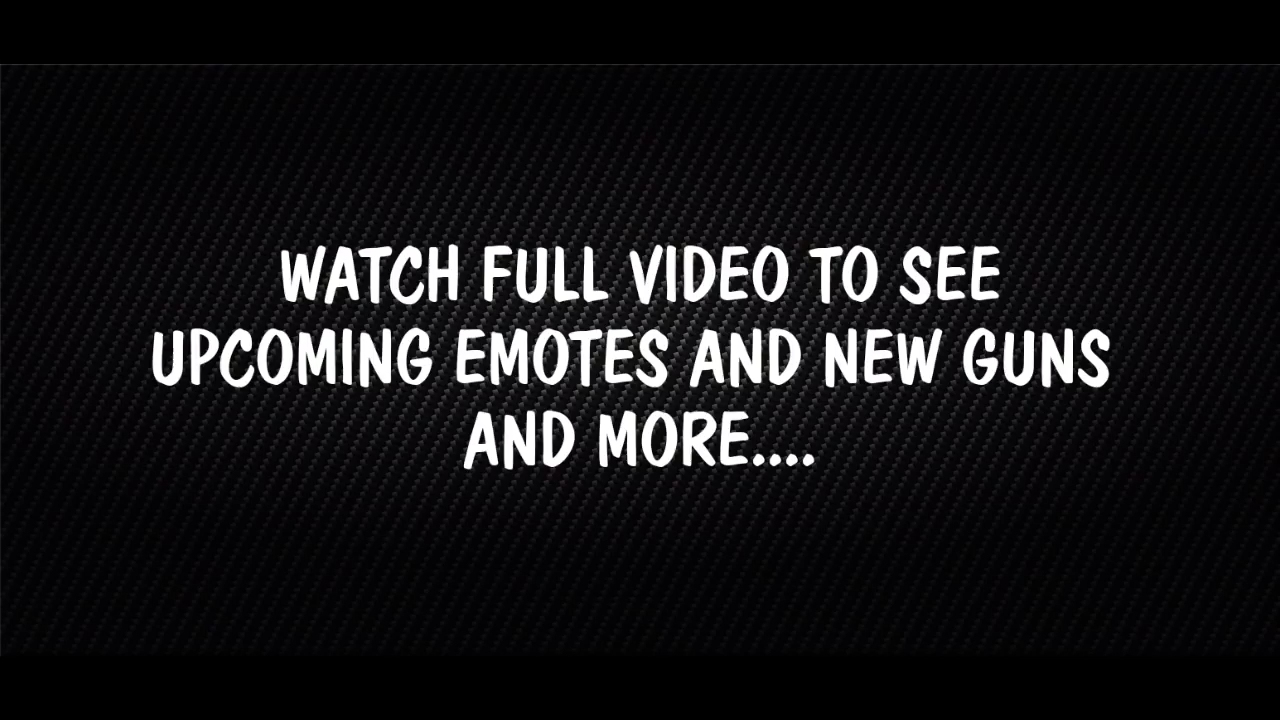 WATCH FULL VIDEO TO SEE
UPCOMING EMOTES AND NEW GUNS
AND MORE....